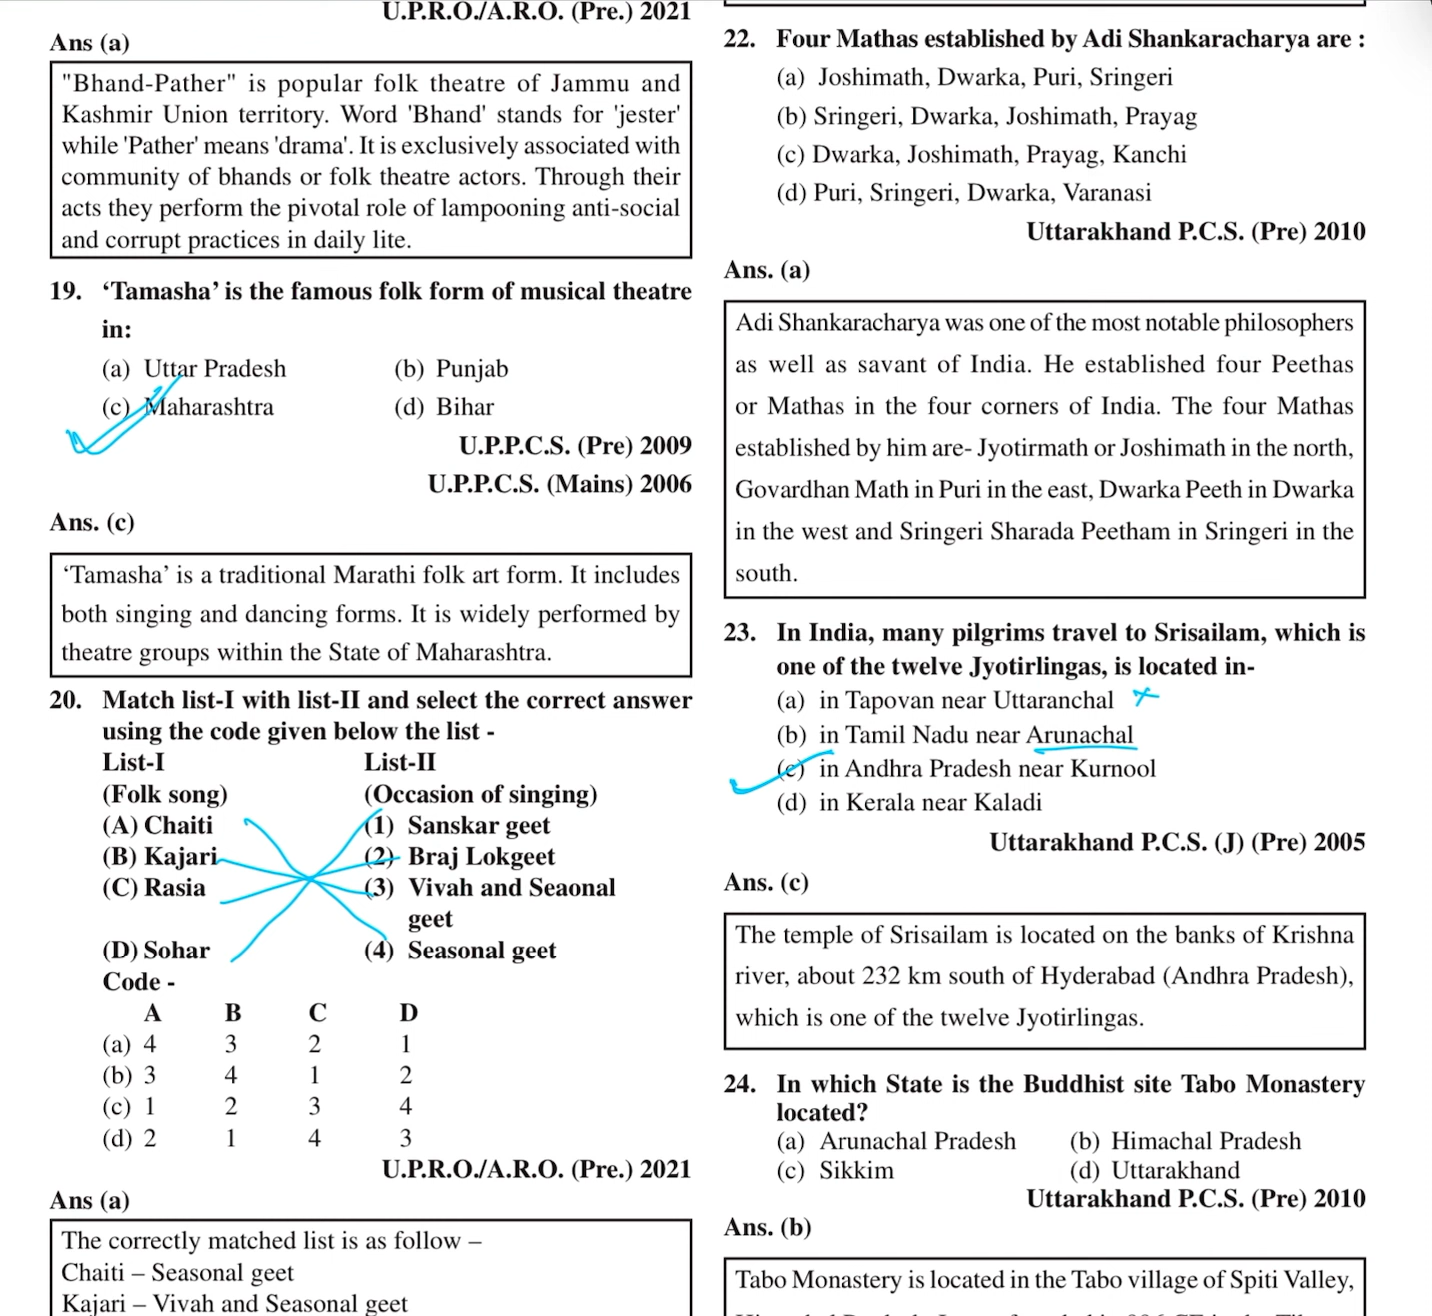 U.P.R.O./A.R.O. (Pre.) 2021
Ans (a)
"Bhand-Pather" is popular folk theatre of Jammu and
Kashmir Union territory. Word 'Bhand' stands for 'jester'
while 'Pather' means 'drama'. It is exclusively associated with
community of bhands or folk theatre actors. Through their
acts they perform the pivotal role of lampooning anti-social
and corrupt practices in daily lite.
19. ‘Tamasha’ is the famous folk form of musical theatre
in:
(a) Uttar Pradesh (b) Punjab
(c) Maharashtra (d) Bihar
U.P.P.C.S. (Pre) 2009
U.P.P.C.S. (Mains) 2006
Ans. (c)
‘Tamasha’ is a traditional Marathi folk art form. It includes
both singing and dancing forms. It is widely performed by
theatre groups within the State of Maharashtra.
20. Match list-I with list-II and select the correct answer
using the code given below the list -
List-I List-II
(Folk song) (Occasion of singing)
(A) Chaiti (1) Sanskar geet
(B) Kajari (2) Braj Lokgeet
(C) Rasia (3) Vivah and Seaonal
geet
(D) Sohar (4) Seasonal geet
Code -
A B C D
(a) 4 3 2 1
(b) 3 4 1 2
(c) 1 2 3 4
(d) 2 1 4 3
U.P.R.O./A.R.O. (Pre.) 2021
Ans (a)
The correctly matched list is as follow –
Chaiti – Seasonal geet
Kajari – Vivah and Seasonal geet
22. Four Mathas established by Adi Shankaracharya are :
(a) Joshimath, Dwarka, Puri, Sringeri
(b) Sringeri, Dwarka, Joshimath, Prayag
(c) Dwarka, Joshimath, Prayag, Kanchi
(d) Puri, Sringeri, Dwarka, Varanasi
Uttarakhand P.C.S. (Pre) 2010
Ans. (a)
Adi Shankaracharya was one of the most notable philosophers
as well as savant of India. He established four Peethas
or Mathas in the four corners of India. The four Mathas
established by him are- Jyotirmath or Joshimath in the north,
Govardhan Math in Puri in the east, Dwarka Peeth in Dwarka
in the west and Sringeri Sharada Peetham in Sringeri in the
south.
23. In India, many pilgrims travel to Srisailam, which is
one of the twelve Jyotirlingas, is located in-
(a) in Tapovan near Uttaranchal
(b) in Tamil Nadu near Arunachal
(c) in Andhra Pradesh near Kurnool
(d) in Kerala near Kaladi
Uttarakhand P.C.S. (J) (Pre) 2005
Ans. (c)
The temple of Srisailam is located on the banks of Krishna
river, about 232 km south of Hyderabad (Andhra Pradesh),
which is one of the twelve Jyotirlingas.
24. In which State is the Buddhist site Tabo Monastery
located?
(a) Arunachal Pradesh (b) Himachal Pradesh
(c) Sikkim (d) Uttarakhand
Uttarakhand P.C.S. (Pre) 2010
Ans. (b)
Tabo Monastery is located in the Tabo village of Spiti Valley,